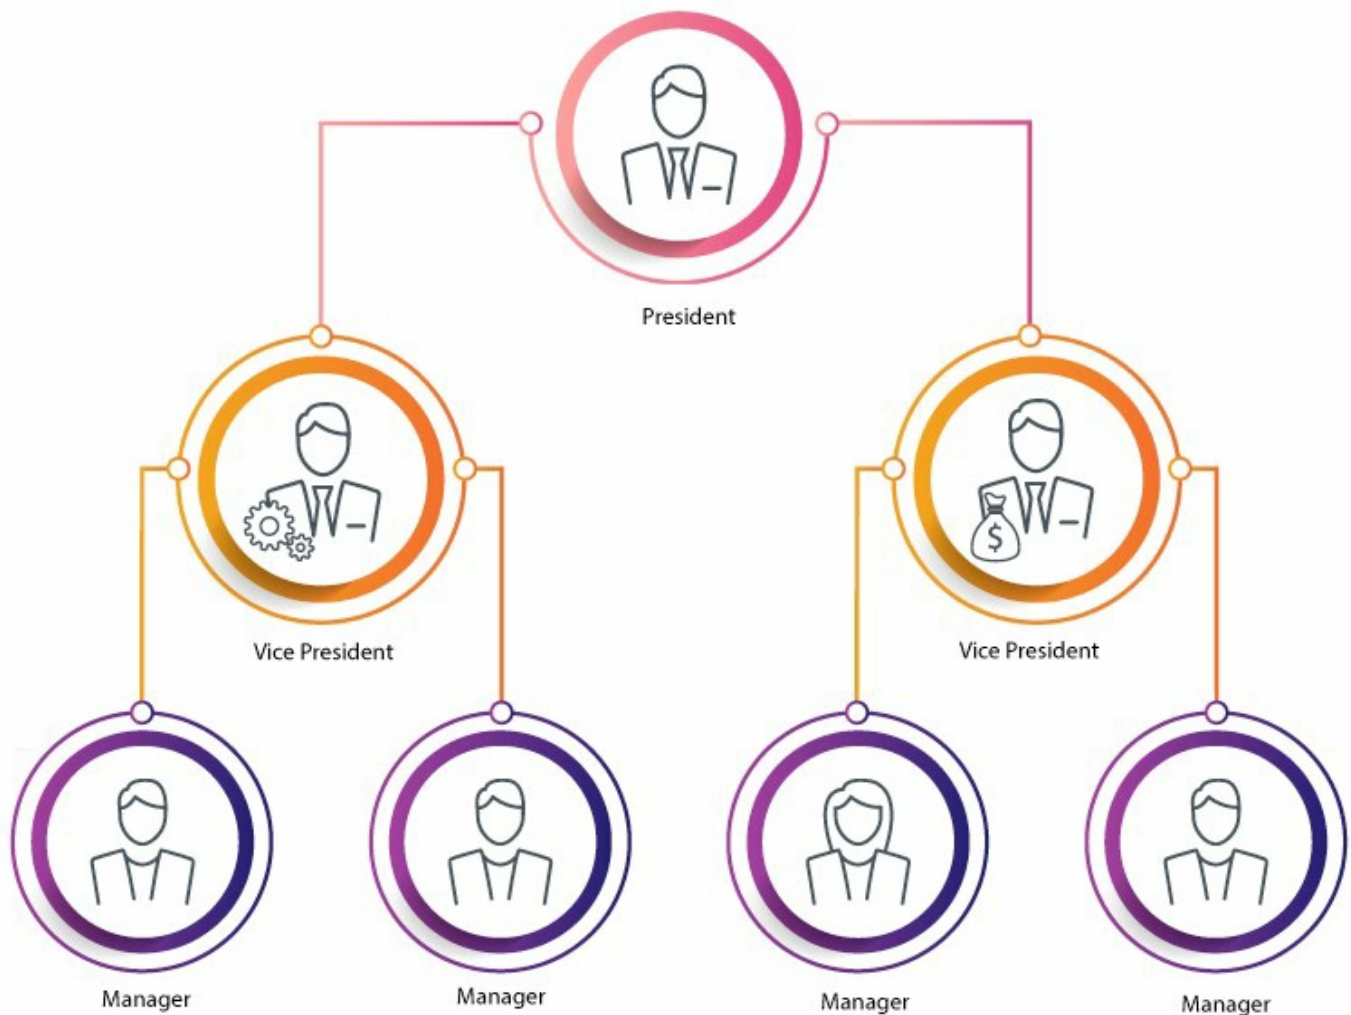 President
$
Vice President
Vice President
Manager
Manager
Manager
Manager